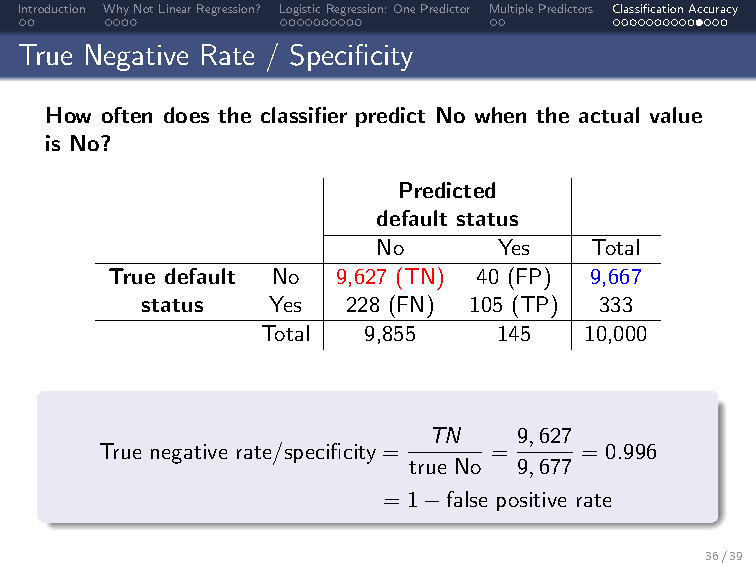 Introduction Why Not Linear Regression? Logistic Regression: One Predictor Multiple Predictors Classification Accuracy
True Negative Rate / Specificity
How often does the classifier predict No when the actual value
is No?
Predicted
default status
No Yes Total
True default No 9,627 (TN) 40 (FP) 9,667
status Yes 228 (FN) 105 (TP) 333
Total 9,855 145 10,000
True negative rate/specificity = TN / true No = 9,627 / 9,677 = 0.996
= 1 − false positive rate
36 / 39